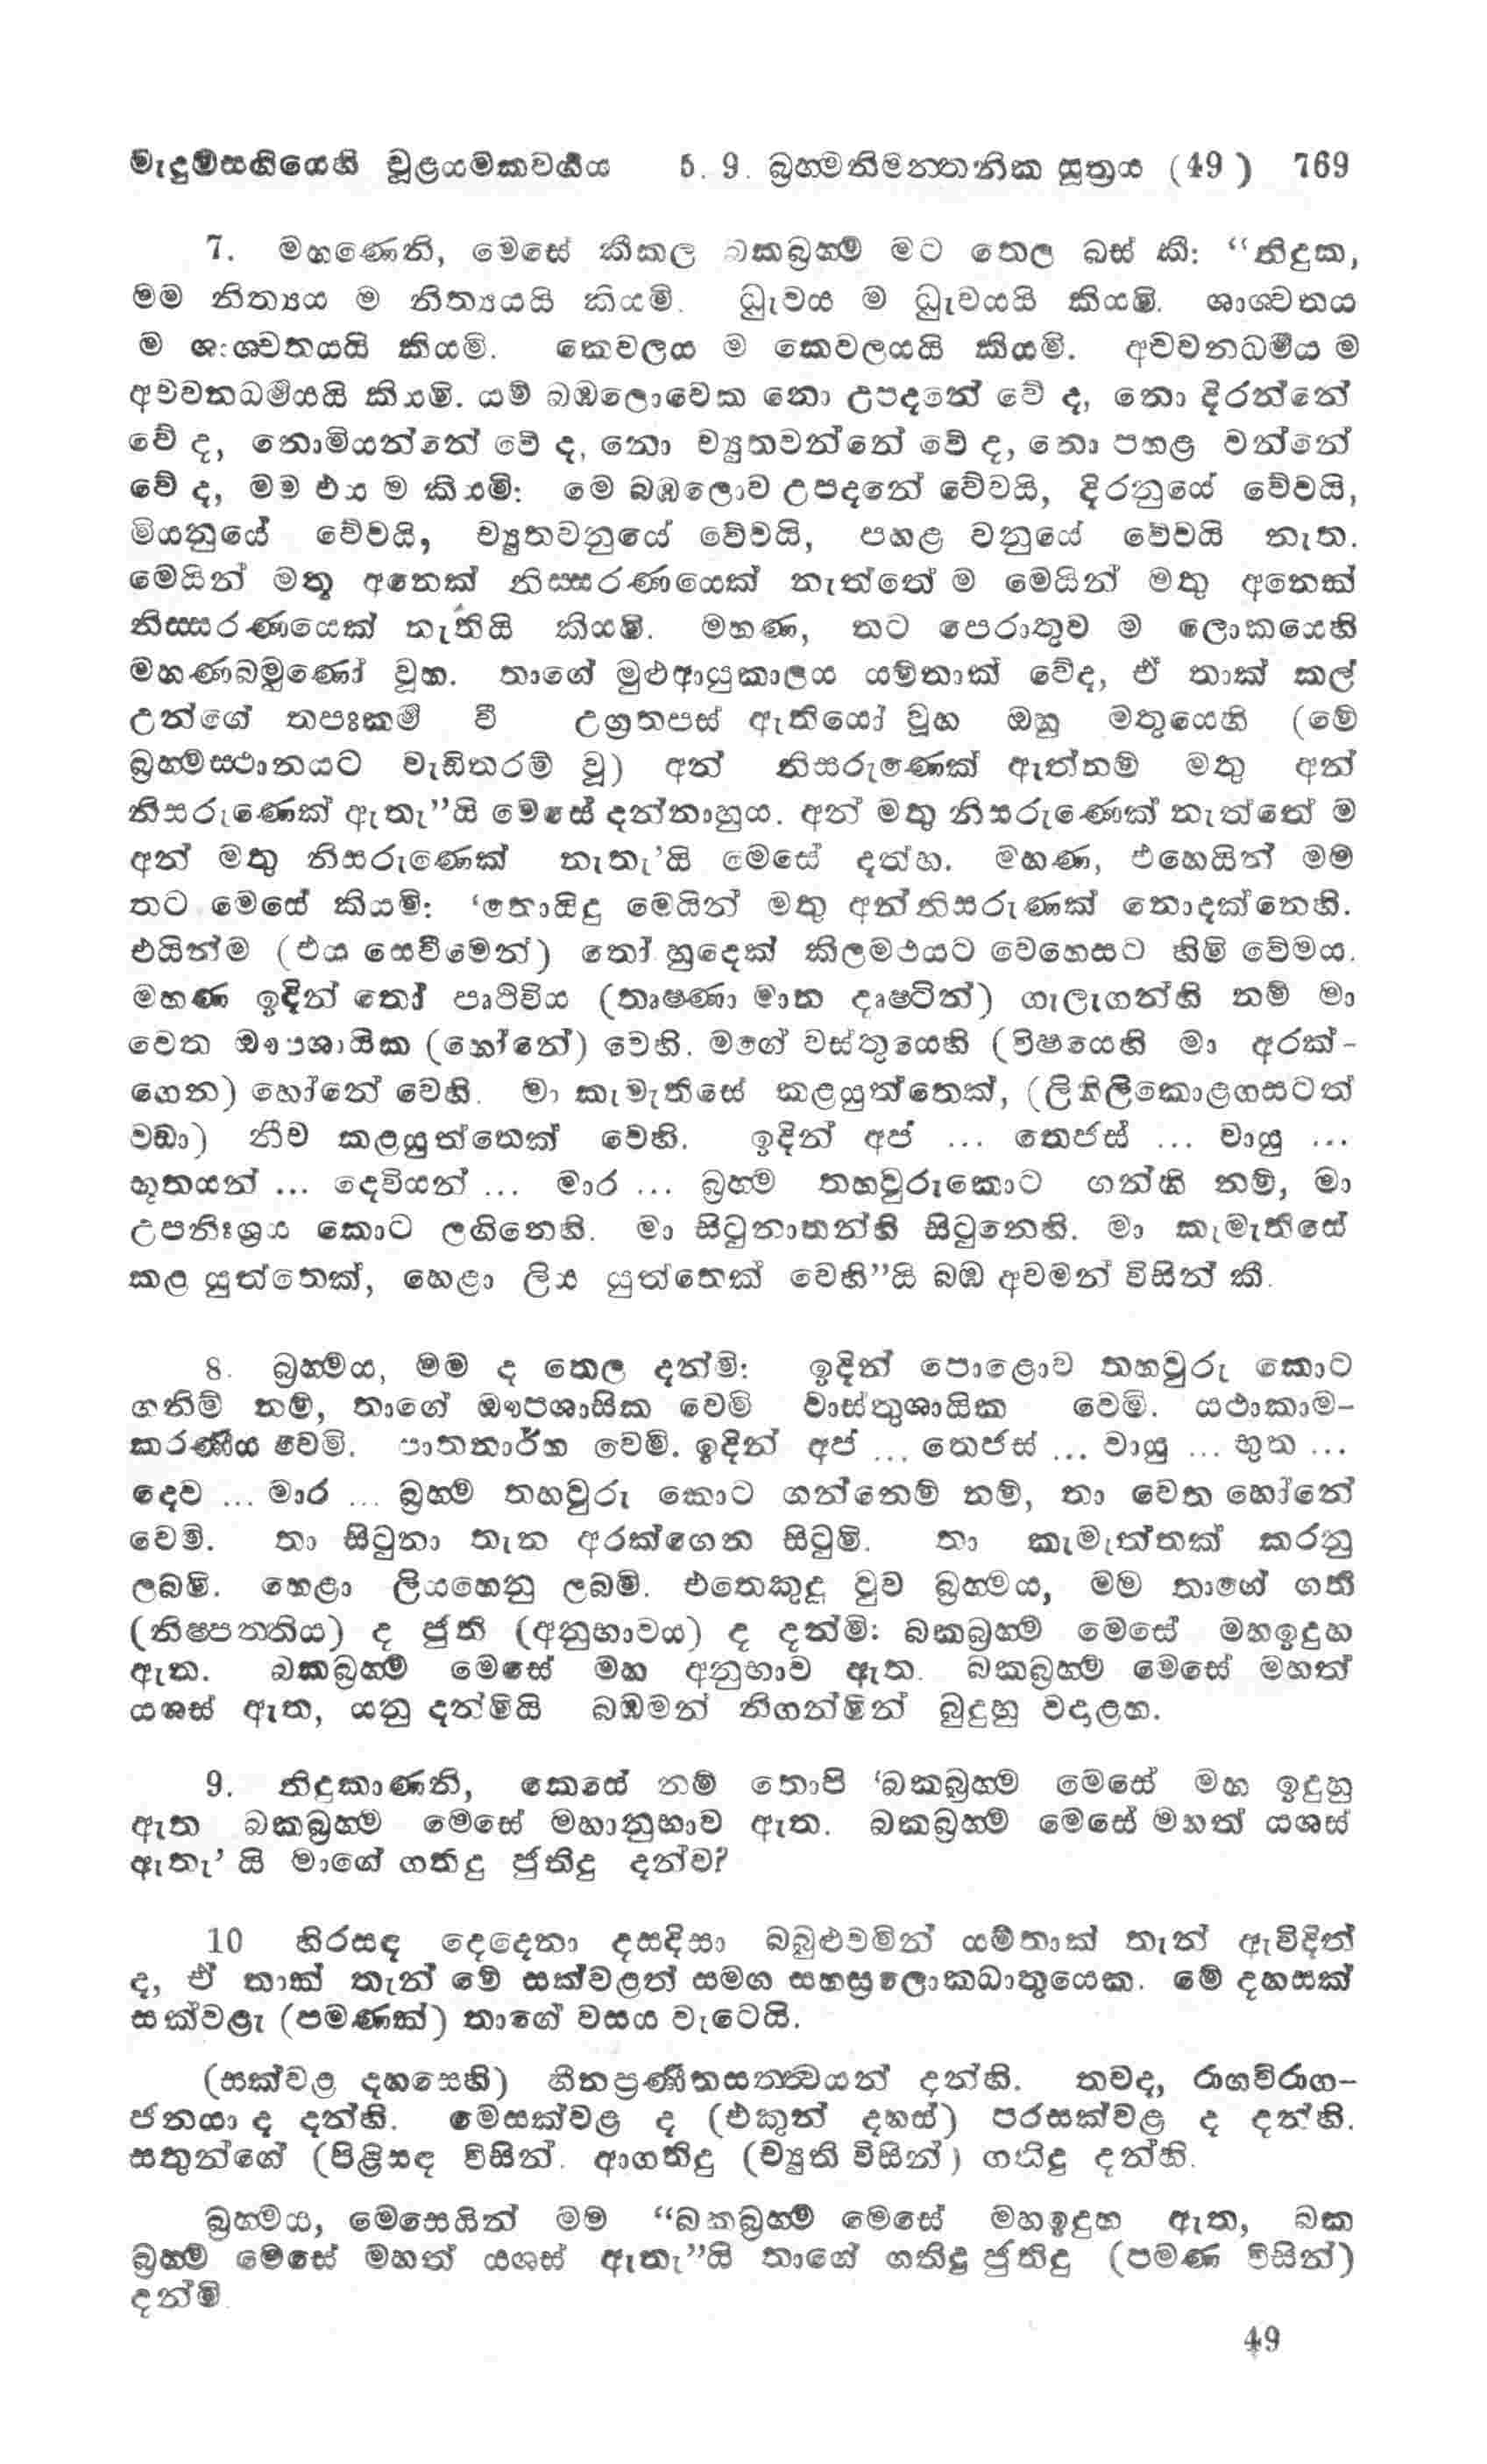 මැදුම්සඟියෙහි චූළයමකවර්‍ගය 5. 9. බ්‍රහ්මනිමන්තනික සූත්‍රය (49) 769
7. මහණෙනි, මෙසේ කීකල බකබ්‍රහ්ම මට තෙල බස් කී: “නිදුක,
මම නිත්‍යය ම නිත්‍යයයි කියමි. ධ්‍රැවය ම ධ්‍රැවයයි කියමි. ශාශ්වතය
ම ශාශ්වතයයි කියමි. කෙවලය ම කෙවලයයි කියමි. අච්‍වනධර්‍මය ම
අච්‍වනධර්‍මයයි කියමි. යම් බඹලොවෙක නො උපදනේ වේ ද, නො දිරන්නේ
වේ ද, නොමියන්නේ වේ ද, නො ච්‍යුතවන්නේ වේ ද, නො පහළ වන්නේ
වේ ද, මම එය ම කියමි: මෙ බඹලොව උපදනේ වේවයි, දිරනුයේ වේවයි,
මියනුයේ වේවයි, ච්‍යුතවනුයේ වේවයි, පහළ වනුයේ වේවයි නැත.
මෙයින් මතු අනෙක් නිස්සරණයෙක් නැත්තේ ම මෙයින් මතු අනෙක්
නිස්සරණයෙක් නැතියි කියමි. මහණ, තට පෙරාතුව ම ලොකයෙහි
මහණබමුණෝ වූහ. තාගේ මුළුආයුකාලය යම්තාක් වේද, ඒ තාක් කල්
උන්ගේ තපඃකර්‍ම වී උග්‍රතපස් ඇතියෝ වූහ ඔහු මතුයෙහි (මේ
බ්‍රහ්මස්ථානයට වැඩිතරම් වූ) අන් නිසරුණෙක් ඇත්නම් මතු අන්
නිසරුණෙක් ඇතැ”යි මෙසේ දන්නාහුය. අන් මතු නිසරුණෙක් නැත්තේ ම
අන් මතු නිසරුණෙක් නැතැ’යි මෙසේ දත්හ. මහණ, එහෙයින් මම
තට මෙසේ කියමි: ‘තොයිදු මෙයින් මතු අන්නිසරුණක් නොදක්නෙහි.
එයින්ම (එය සෙවීමෙන්) තෝ හුදෙක් කිලමථයට වෙහෙසට හිමි වේමය.
මහණ ඉදින් තෝ පෘථිවිය (තෘෂ්ණා මාන දෘෂ්ටින්) ගැලැගන්හි නම් මා
වෙත ඖපශායික (හෝනේ) වෙහි. මගේ වස්තුයෙහි (විෂයෙහි මා අරක්-
ගෙන) හෝනේ වෙහි. මා කැමැතිසේ කළයුත්තෙක්, (ලිහිලිකොළගසටත්
වඩා) නීච කළයුත්තෙක් වෙහි. ඉදින් අප් ... තෙජස් ... වායු ...
භූතයන් ... දෙවියන් ... මාර ... බ්‍රහ්ම තහවුරුකොට ගන්හි නම්, මා
උපනිඃශ්‍රය කොට ලගිනෙහි. මා සිටුනාතන්හි සිටුනෙහි. මා කැමැතිසේ
කළ යුත්තෙක්, හෙළා ලිය යුත්තෙක් වෙහි”යි බඹ අවමන් විසින් කී.
8. බ්‍රහ්මය, මම ද තෙල දන්මි: ඉදින් පොළොව තහවුරු කොට
ගනිම් නම්, තාගේ ඖපශායික වෙමි වාස්තුශායික වෙමි. යථාකාම-
කරණීය වෙමි. පාතනාර්හ වෙමි. ඉදින් අප් ... තෙජස් ... වායු ... භූත ...
දෙව ... මාර ... බ්‍රහ්ම තහවුරු කොට ගන්නෙම් නම්, තා වෙත හෝනේ
වෙමි. තා සිටුනා තැන අරක්ගෙන සිටුමි. තා කැමැත්තක් කරනු
ලබමි. හෙළා ලියහෙනු ලබමි. එතෙකුදු වුව බ්‍රහ්මය, මම තාගේ ගති
(නිෂ්පත්තිය) ද ජුති (අනුභාවය) ද දන්මි: බකබ්‍රහ්ම මෙසේ මහඉදුහ
ඇත. බකබ්‍රහ්ම මෙසේ මහ අනුභාව ඇත. බකබ්‍රහ්ම මෙසේ මහත්
යශස් ඇත, යනු දන්මියි බඹමන් නිගන්මින් බුදුහු වදාළහ.
9. නිදුකාණනි, කෙසේ නම් තොපි ‘බකබ්‍රහ්ම මෙසේ මහ ඉදුහු
ඇත බකබ්‍රහ්ම මෙසේ මහානුභාව ඇත. බකබ්‍රහ්ම මෙසේ මහත් යශස්
ඇතැ’ යි මාගේ ගතිදු ජුතිදු දන්ව?
10 හිරසඳ දෙදෙනා දසදිසා බබුළුවමින් යම්තාක් තැන් ඇවිදිත්
ද, ඒ තාක් තැන් මේ සක්වළත් සමග සහස්‍රලොකධාතුයෙක. මේ දහසක්
සක්වළැ (පමණක්) තාගේ වසය වැටෙයි.
(සක්වළ දහසෙහි) හීනප්‍රණීතසත්ත්වයන් දන්හි. තවද, රාගවිරාග-
ජනයා ද දන්හි. මෙසක්වළ ද (එකුන් දහස්) පරසක්වළ ද දන්හි.
සතුන්ගේ (පිළිසඳ විසින්. ආගතිදු (ච්‍යුති විසින්) ගතිදු දන්හි.
බ්‍රහ්මය, මෙසෙයින් මම “බකබ්‍රහ්ම මෙසේ මහඉදුහ ඇත, බක
බ්‍රහ්ම මෙසේ මහත් යශස් ඇතැ”යි තාගේ ගතිදු ජුතිදු (පමණ විසින්)
දන්මි.
49